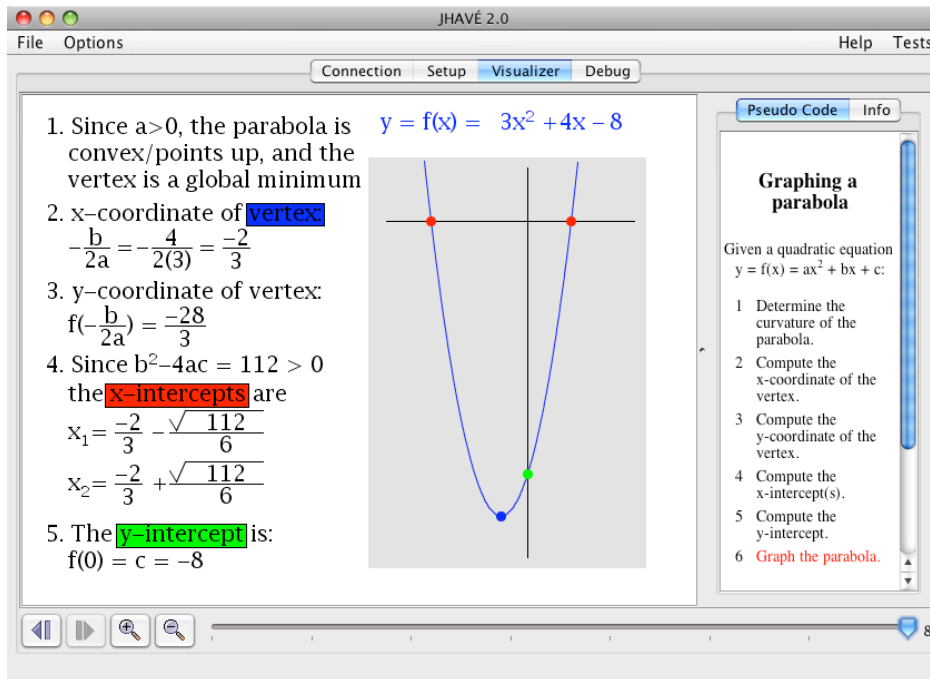 JHAVÉ 2.0
File Options Help Tests
Connection Setup Visualizer Debug
1. Since a>0, the parabola is
convex/points up, and the
vertex is a global minimum
2. x–coordinate of vertex:
-b/2a = -4/2(3) = -2/3
3. y–coordinate of vertex:
f(-b/2a) = -28/3
4. Since b²–4ac = 112 > 0
the x–intercepts are
x₁= -2/3 - √112/6
x₂= -2/3 + √112/6
5. The y–intercept is:
f(0) = c = –8
y = f(x) = 3x² +4x – 8
Pseudo Code Info
Graphing a
parabola
Given a quadratic equation
y = f(x) = ax² + bx + c:
1 Determine the
curvature of the
parabola.
2 Compute the
x-coordinate of the
vertex.
3 Compute the
y-coordinate of the
vertex.
4 Compute the
x-intercept(s).
5 Compute the
y-intercept.
6 Graph the parabola.
8